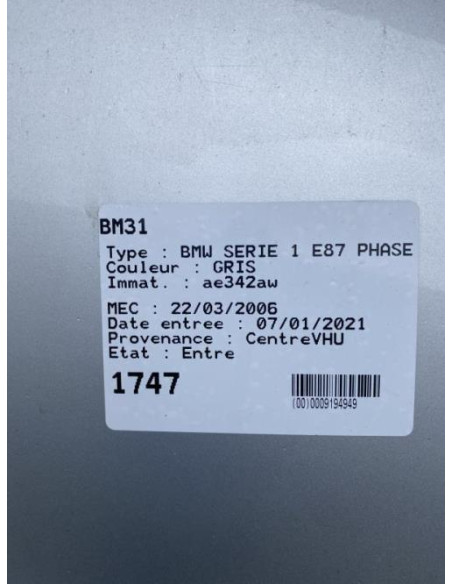 BM31
Type : BMW SERIE 1 E87 PHASE
Couleur : GRIS
Immat. : ae342aw
MEC : 22/03/2006
Date entree : 07/01/2021
Provenance : CentreVHU
Etat : Entre
1747
(00)0009194949